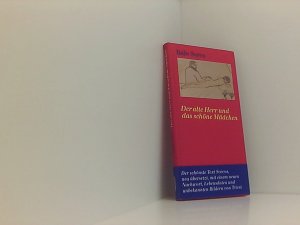 Italo Svevo
Der alte Herr und
das schöne Mädchen
Der schönste Text Svevos,
neu übersetzt, mit einem neuen
Nachwort, Lebensdaten und
unbekannten Bildern von Triest